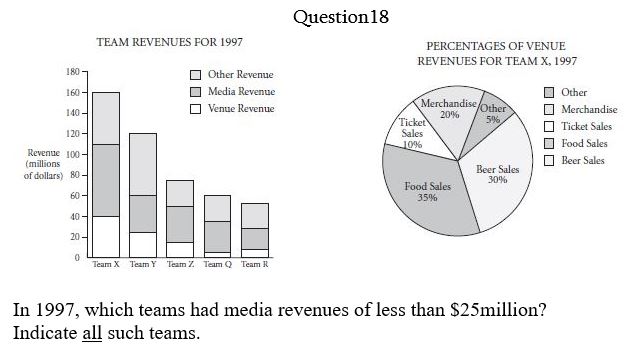 Question18
TEAM REVENUES FOR 1997
Other Revenue
Media Revenue
Venue Revenue
180
160
140
120
100
80
60
40
20
0
Revenue
(millions
of dollars)
Team X Team Y Team Z Team Q Team R
PERCENTAGES OF VENUE
REVENUES FOR TEAM X, 1997
Merchandise
20%
Other
5%
Ticket
Sales
10%
Beer Sales
30%
Food Sales
35%
Other
Merchandise
Ticket Sales
Food Sales
Beer Sales
In 1997, which teams had media revenues of less than $25million?
Indicate all such teams.